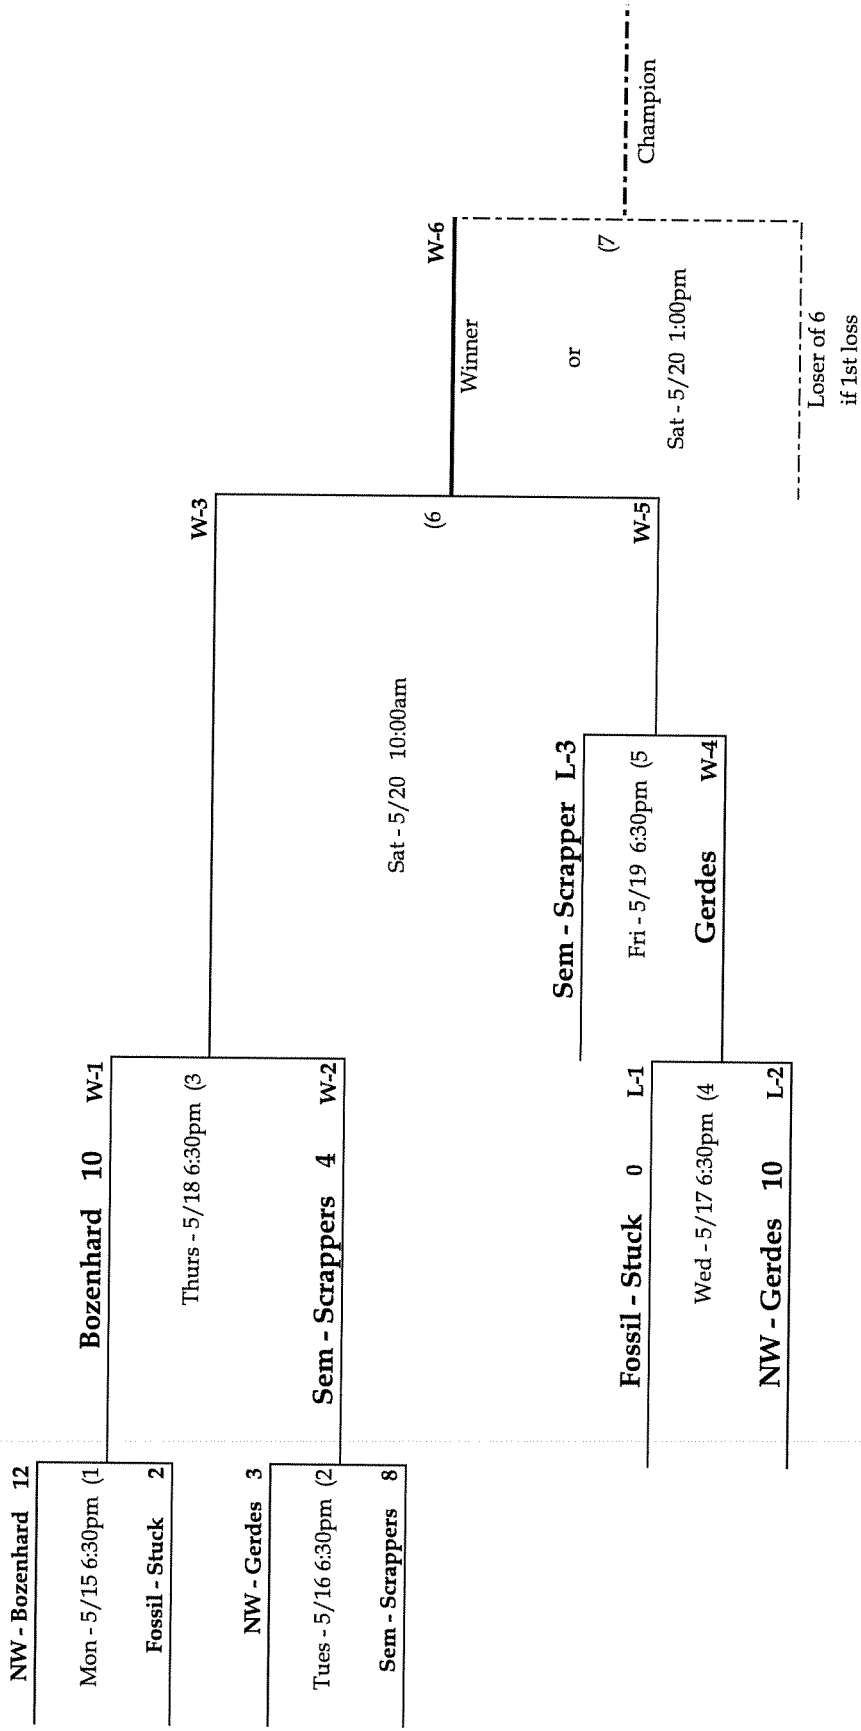 NW - Bozenhard 12
Mon - 5/15 6:30pm (1
Fossil - Stuck 2
NW - Gerdes 3
Tues - 5/16 6:30pm (2
Sem - Scrappers 8
Bozenhard 10 W-1
Thurs - 5/18 6:30pm (3
Sem - Scrappers 4 W-2
Fossil - Stuck 0 L-1
Wed - 5/17 6:30pm (4
NW - Gerdes 10 L-2
Sem - Scrapper L-3
Fri - 5/19 6:30pm (5
Gerdes W-4
W-3
Sat - 5/20 10:00am
(6
W-5
W-6
Winner
or
(7
Sat - 5/20 1:00pm
Loser of 6
if 1st loss
Champion